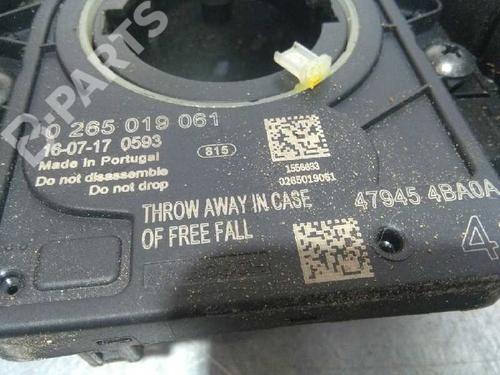 B-PARTS
0 265 019 061
16-07-17 0593
Made in Portugal
Do not disassemble
Do not drop
815
1556693
0265019061
THROW AWAY IN CASE
OF FREE FALL
47945 4BA0A
4